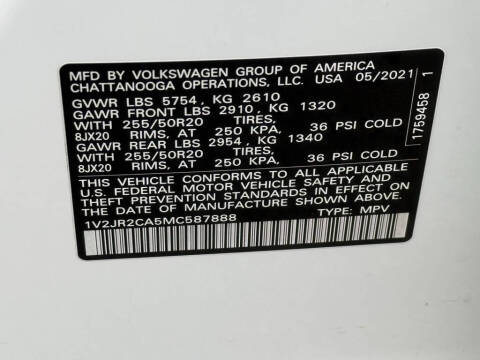 MFD BY VOLKSWAGEN GROUP OF AMERICA
CHATTANOOGA OPERATIONS, LLC. USA 05/2021
GVWR LBS 5754, KG 2610
GAWR FRONT LBS 2910, KG 1320
WITH 255/50R20 TIRES,
8JX20 RIMS, AT 250 KPA, 36 PSI COLD
GAWR REAR LBS 2954, KG 1340
WITH 255/50R20 TIRES,
8JX20 RIMS, AT 250 KPA, 36 PSI COLD
THIS VEHICLE CONFORMS TO ALL APPLICABLE
U.S. FEDERAL MOTOR VEHICLE SAFETY AND
THEFT PREVENTION STANDARDS IN EFFECT ON THE
DATE OF MANUFACTURE SHOWN ABOVE.
1V2JR2CA5MC587888 TYPE: MPV
1759458 1